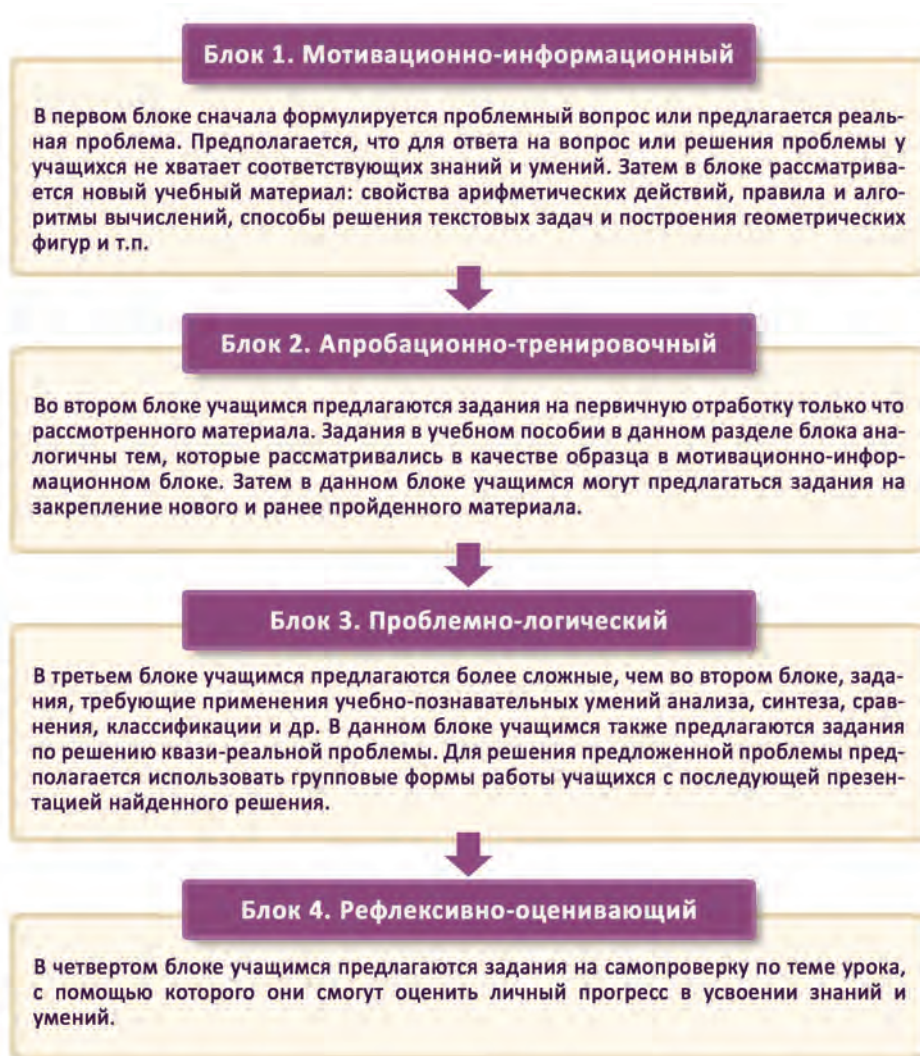 Блок 1. Мотивационно-информационный
В первом блоке сначала формулируется проблемный вопрос или предлагается реаль-
ная проблема. Предполагается, что для ответа на вопрос или решения проблемы у
учащихся не хватает соответствующих знаний и умений. Затем в блоке рассматрива-
ется новый учебный материал: свойства арифметических действий, правила и алго-
ритмы вычислений, способы решения текстовых задач и построения геометрических
фигур и т.п.
Блок 2. Апробационно-тренировочный
Во втором блоке учащимся предлагаются задания на первичную отработку только что
рассмотренного материала. Задания в учебном пособии в данном разделе блока ана-
логичны тем, которые рассматривались в качестве образца в мотивационно-инфор-
мационном блоке. Затем в данном блоке учащимся могут предлагаться задания на
закрепление нового и ранее пройденного материала.
Блок 3. Проблемно-логический
В третьем блоке учащимся предлагаются более сложные, чем во втором блоке, зада-
ния, требующие применения учебно-познавательных умений анализа, синтеза, срав-
нения, классификации и др. В данном блоке учащимся также предлагаются задания
по решению квази-реальной проблемы. Для решения предложенной проблемы пред-
полагается использовать групповые формы работы учащихся с последующей презен-
тацией найденного решения.
Блок 4. Рефлексивно-оценивающий
В четвертом блоке учащимся предлагаются задания на самопроверку по теме урока,
с помощью которого они смогут оценить личный прогресс в усвоении знаний и
умений.